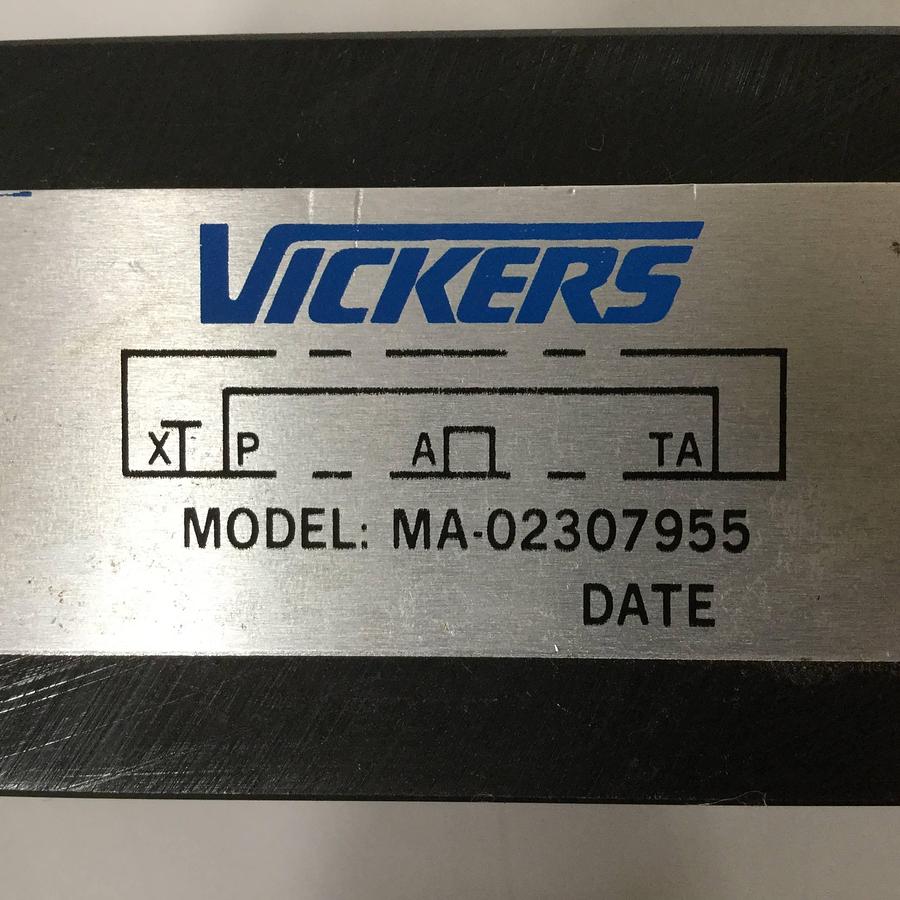 VICKERS
X P A TA
MODEL: MA-02307955
DATE